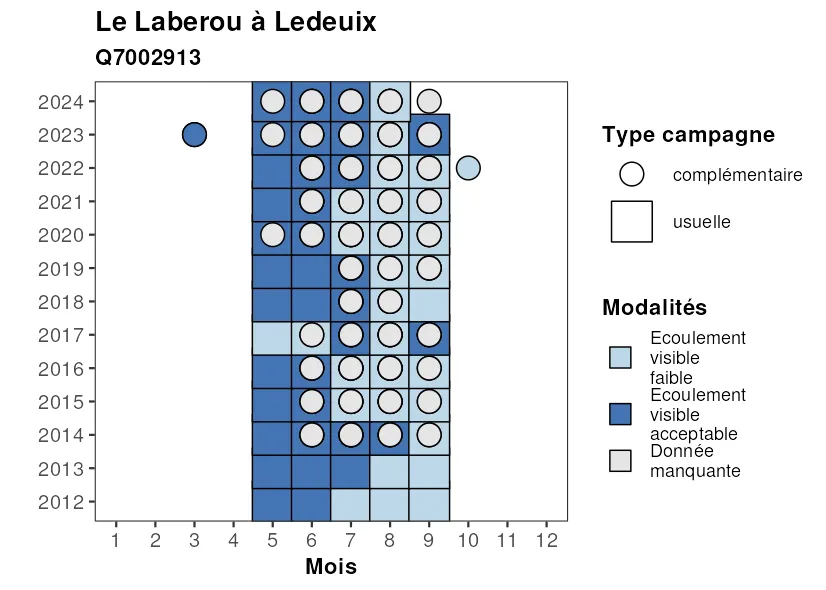 Le Laberou à Ledeuix
Q7002913
2024
2023
2022
2021
2020
2019
2018
2017
2016
2015
2014
2013
2012
1 2 3 4 5 6 7 8 9 10 11 12
Mois
Type campagne
complémentaire
usuelle
Modalités
Ecoulement
visible
faible
Ecoulement
visible
acceptable
Donnée
manquante